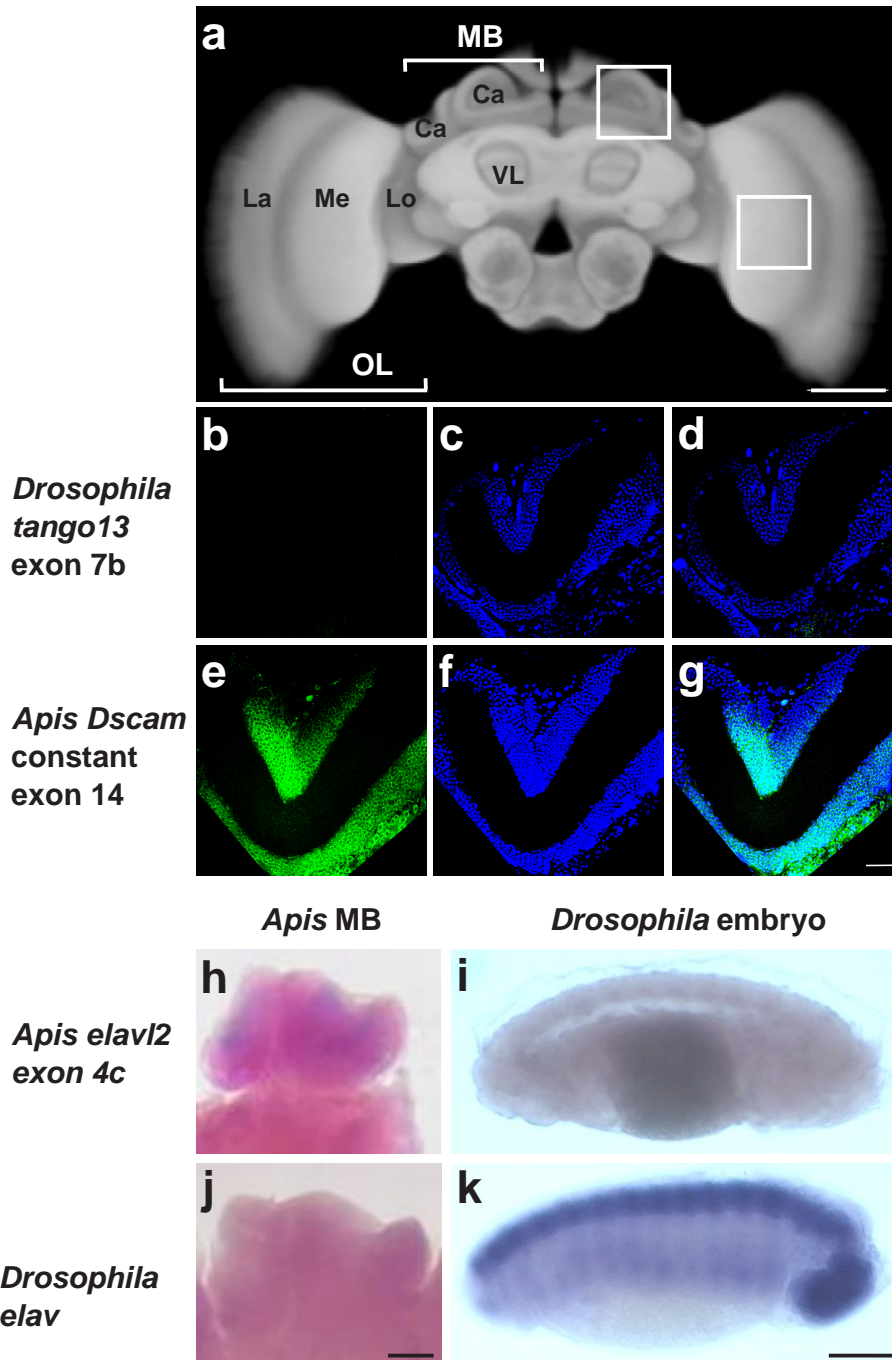 a
MB
Ca
Ca
VL
La
Me
Lo
OL
b
c
d
Drosophila
tango13
exon 7b
e
f
g
Apis Dscam
constant
exon 14
Apis MB
Drosophila embryo
h
i
Apis elavl2
exon 4c
j
k
Drosophila
elav